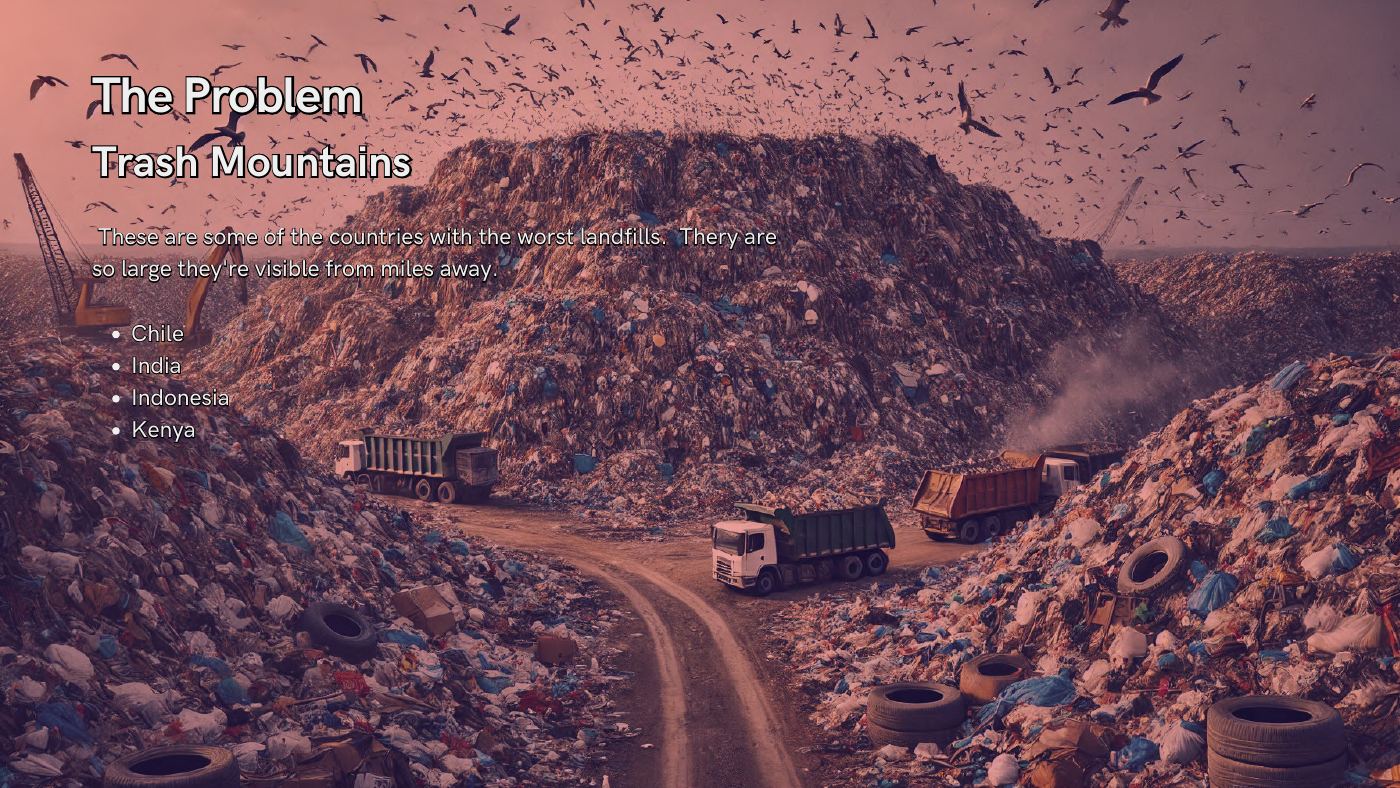 The Problem
Trash Mountains
These are some of the countries with the worst landfills.  Thery are
so large they're visible from miles away.
• Chile
• India
• Indonesia
• Kenya